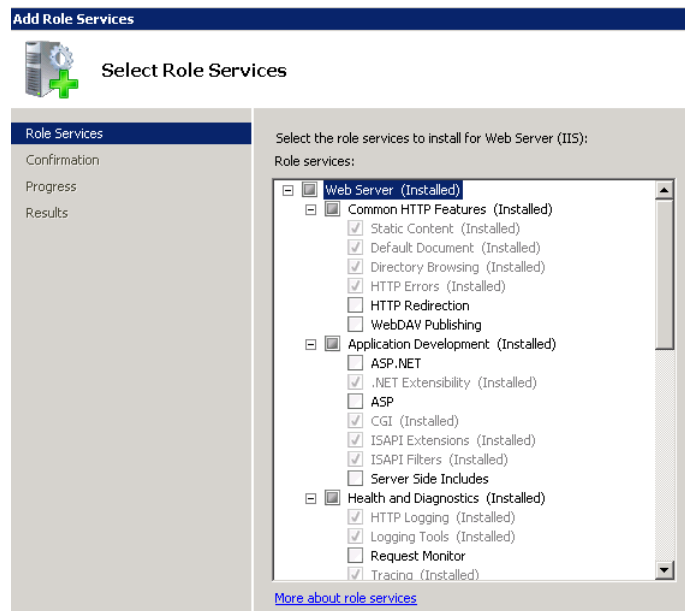 Add Role Services
Select Role Services
Role Services
Confirmation
Progress
Results
Select the role services to install for Web Server (IIS):
Role services:
Web Server (Installed)
Common HTTP Features (Installed)
Static Content (Installed)
Default Document (Installed)
Directory Browsing (Installed)
HTTP Errors (Installed)
HTTP Redirection
WebDAV Publishing
Application Development (Installed)
ASP.NET
.NET Extensibility (Installed)
ASP
CGI (Installed)
ISAPI Extensions (Installed)
ISAPI Filters (Installed)
Server Side Includes
Health and Diagnostics (Installed)
HTTP Logging (Installed)
Logging Tools (Installed)
Request Monitor
Tracing (Installed)
More about role services